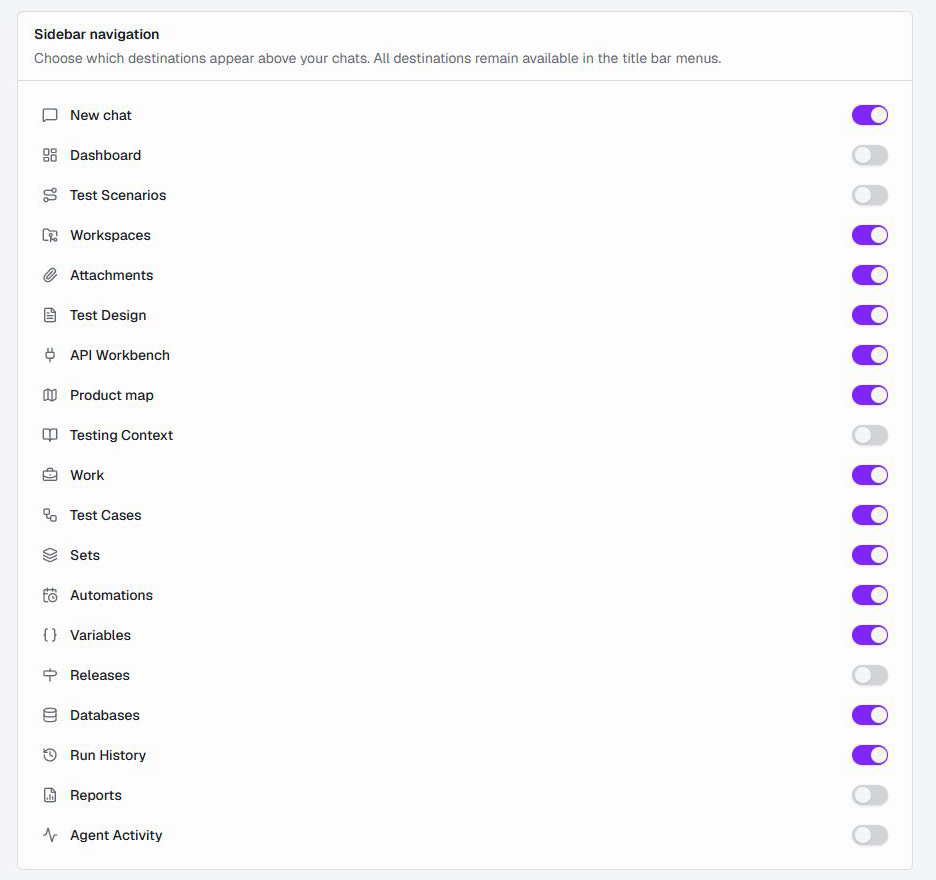 Sidebar navigation
Choose which destinations appear above your chats. All destinations remain available in the title bar menus.
New chat
Dashboard
Test Scenarios
Workspaces
Attachments
Test Design
API Workbench
Product map
Testing Context
Work
Test Cases
Sets
Automations
Variables
Releases
Databases
Run History
Reports
Agent Activity